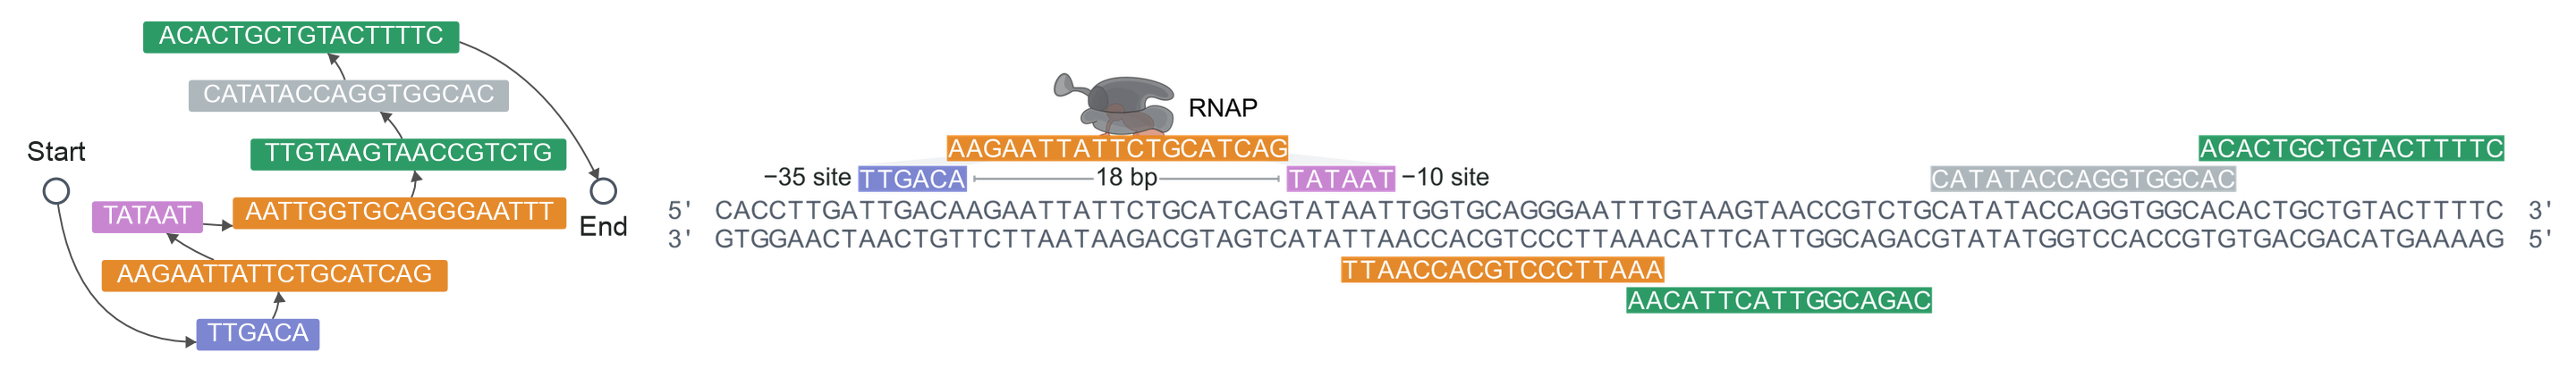 ACACTGCTGTACTTTTC
CATATACCAGGTGGCAC
Start
TTGTAAGTAACCGTCTG
TATAAT
AATTGGTGCAGGGAATTT
End
AAGAATTATTCTGCATCAG
TTGACA
RNAP
AAGAATTATTCTGCATCAG
ACACTGCTGTACTTTTC
−35 site TTGACA 18 bp TATAAT −10 site
CATATACCAGGTGGCAC
5' CACCTTGATTGACAAGAATTATTCTGCATCAGTATAATTGGTGCAGGGAATTTGTAAGTAACCGTCTGCATATACCAGGTGGCACACTGCTGTACTTTTC 3'
3' GTGGAACTAACTGTTCTTAATAAGACGTAGTCATATTAACCACGTCCCTTAAACATTCATTGGCAGACGTATATGGTCCACCGTGTGACGACATGAAAAG 5'
TTAACCACGTCCCTTAAA
AACATTCATTGGCAGAC